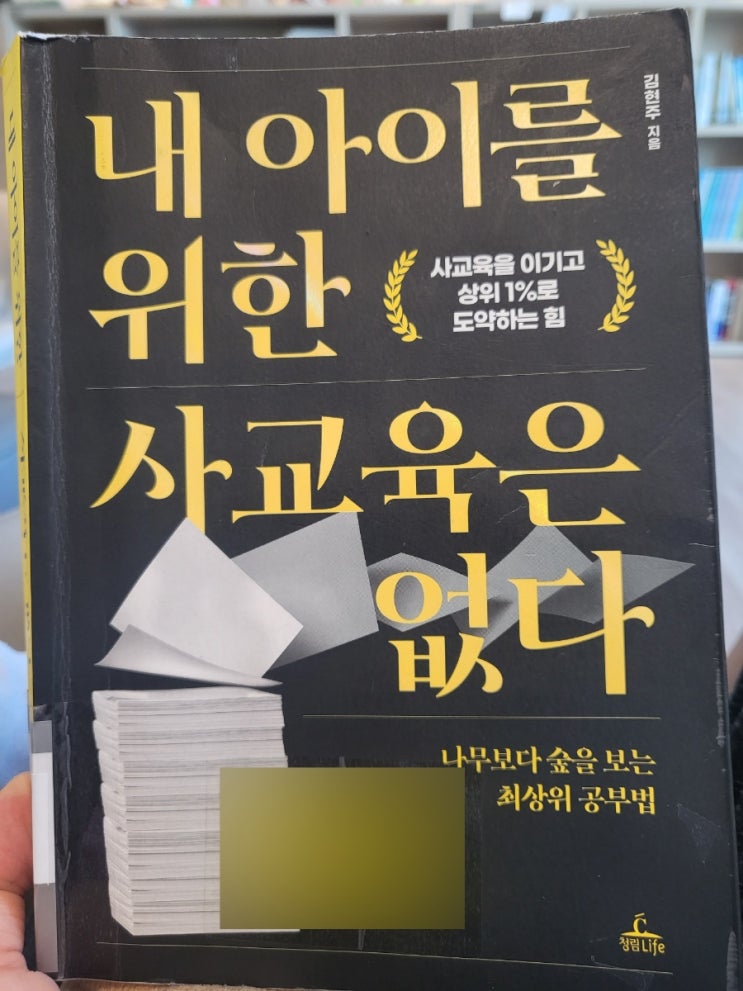 내 아이를
위한
사교육을 이기고
상위 1%로
도약하는 힘
사교육은
없다
김현주 지음
나무보다 숲을 보는
최상위 공부법
청림Life